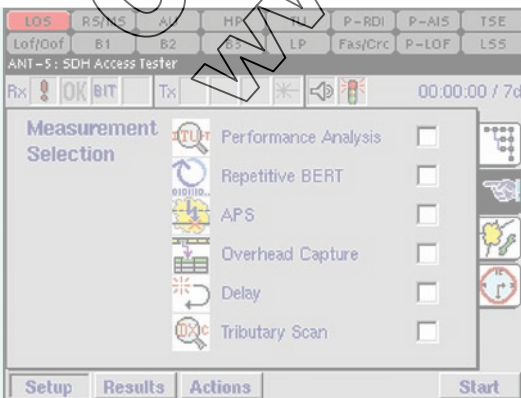 LOS RS/MS AU HP TU P-RDI P-AIS TSE
Lof/Oof B1 B2 B3 LP Fas/Crc P-LOF LSS
ANT-5: SDH Access Tester
Rx OK BIT Tx 00:00:00 / 7d
Measurement
Selection
ITU-T Performance Analysis
Repetitive BERT
APS
Overhead Capture
Delay
DXC Tributary Scan
Setup Results Actions Start